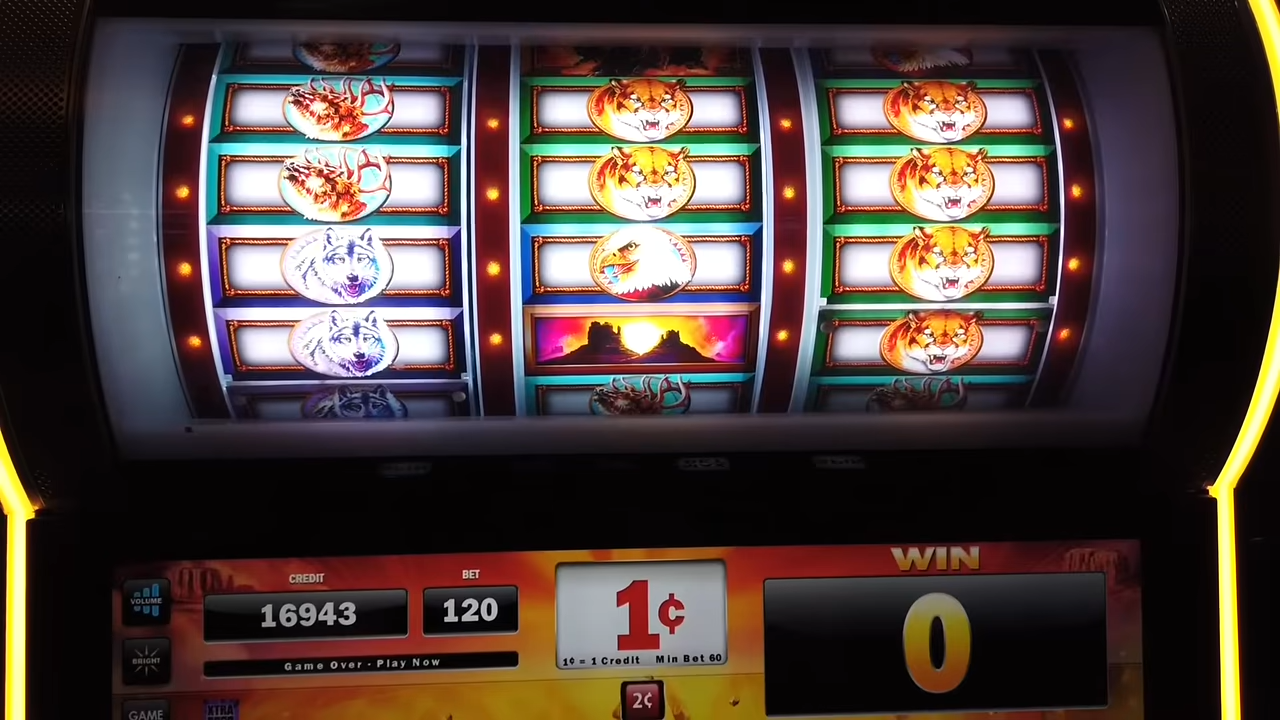 WIN
CREDIT
BET
VOLUME
16943
120
1¢
0
1¢ = 1 Credit Min Bet 60
Game Over - Play Now
BRIGHT
2¢
GAME
XTRA